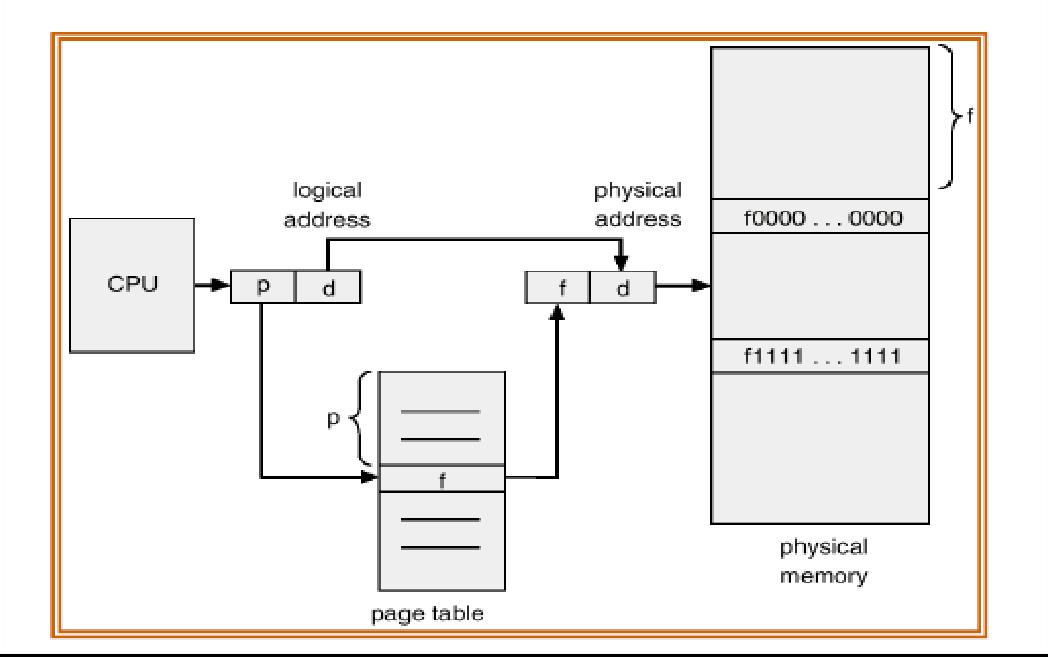 f
logical
address
physical
address
f0000 . . . 0000
CPU
p
d
f
d
f1111 . . . 1111
p
f
physical
memory
page table